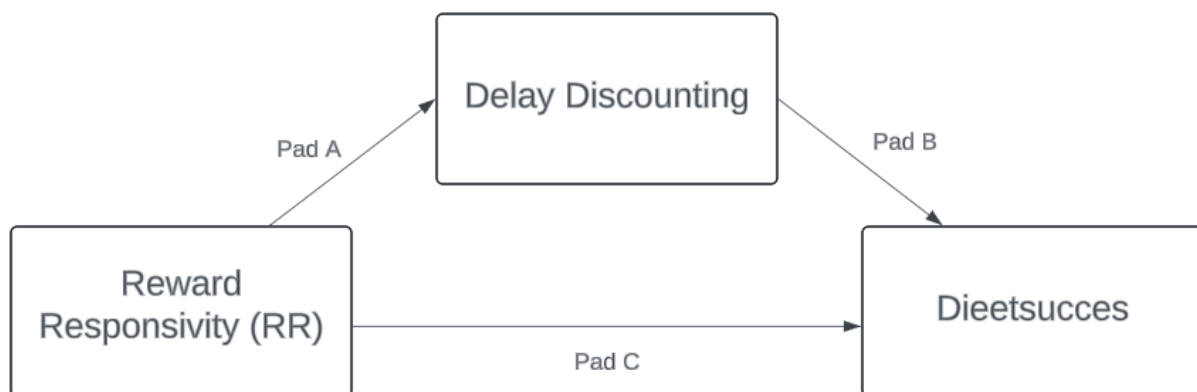 Delay Discounting
Pad A
Pad B
Reward
Responsivity (RR)
Dieetsucces
Pad C